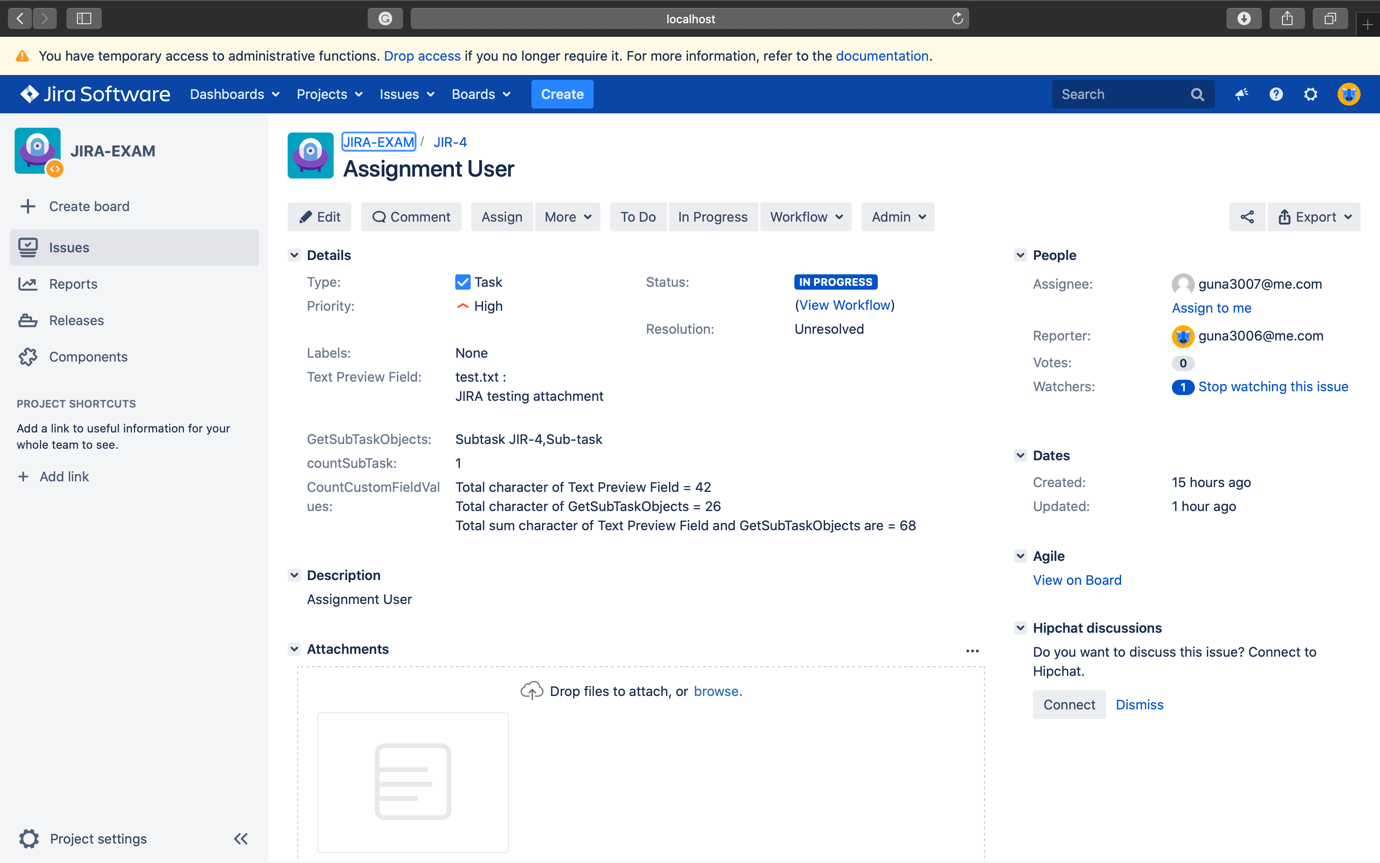 localhost
You have temporary access to administrative functions. Drop access if you no longer require it. For more information, refer to the documentation.
Jira Software Dashboards Projects Issues Boards Create Search
JIRA-EXAM
Create board
Issues
Reports
Releases
Components
PROJECT SHORTCUTS
Add a link to useful information for your
whole team to see.
Add link
Project settings
JIRA-EXAM / JIR-4
Assignment User
Edit Comment Assign More To Do In Progress Workflow Admin Export
Details
Type: Task
Status: IN PROGRESS
(View Workflow)
Priority: High
Resolution: Unresolved
Labels: None
Text Preview Field: test.txt :
JIRA testing attachment
GetSubTaskObjects: Subtask JIR-4,Sub-task
countSubTask: 1
CountCustomFieldVal
ues:
Total character of Text Preview Field = 42
Total character of GetSubTaskObjects = 26
Total sum character of Text Preview Field and GetSubTaskObjects are = 68
Description
Assignment User
Attachments
Drop files to attach, or browse.
People
Assignee: guna3007@me.com
Assign to me
Reporter: guna3006@me.com
Votes: 0
Watchers: 1 Stop watching this issue
Dates
Created: 15 hours ago
Updated: 1 hour ago
Agile
View on Board
Hipchat discussions
Do you want to discuss this issue? Connect to
Hipchat.
Connect Dismiss